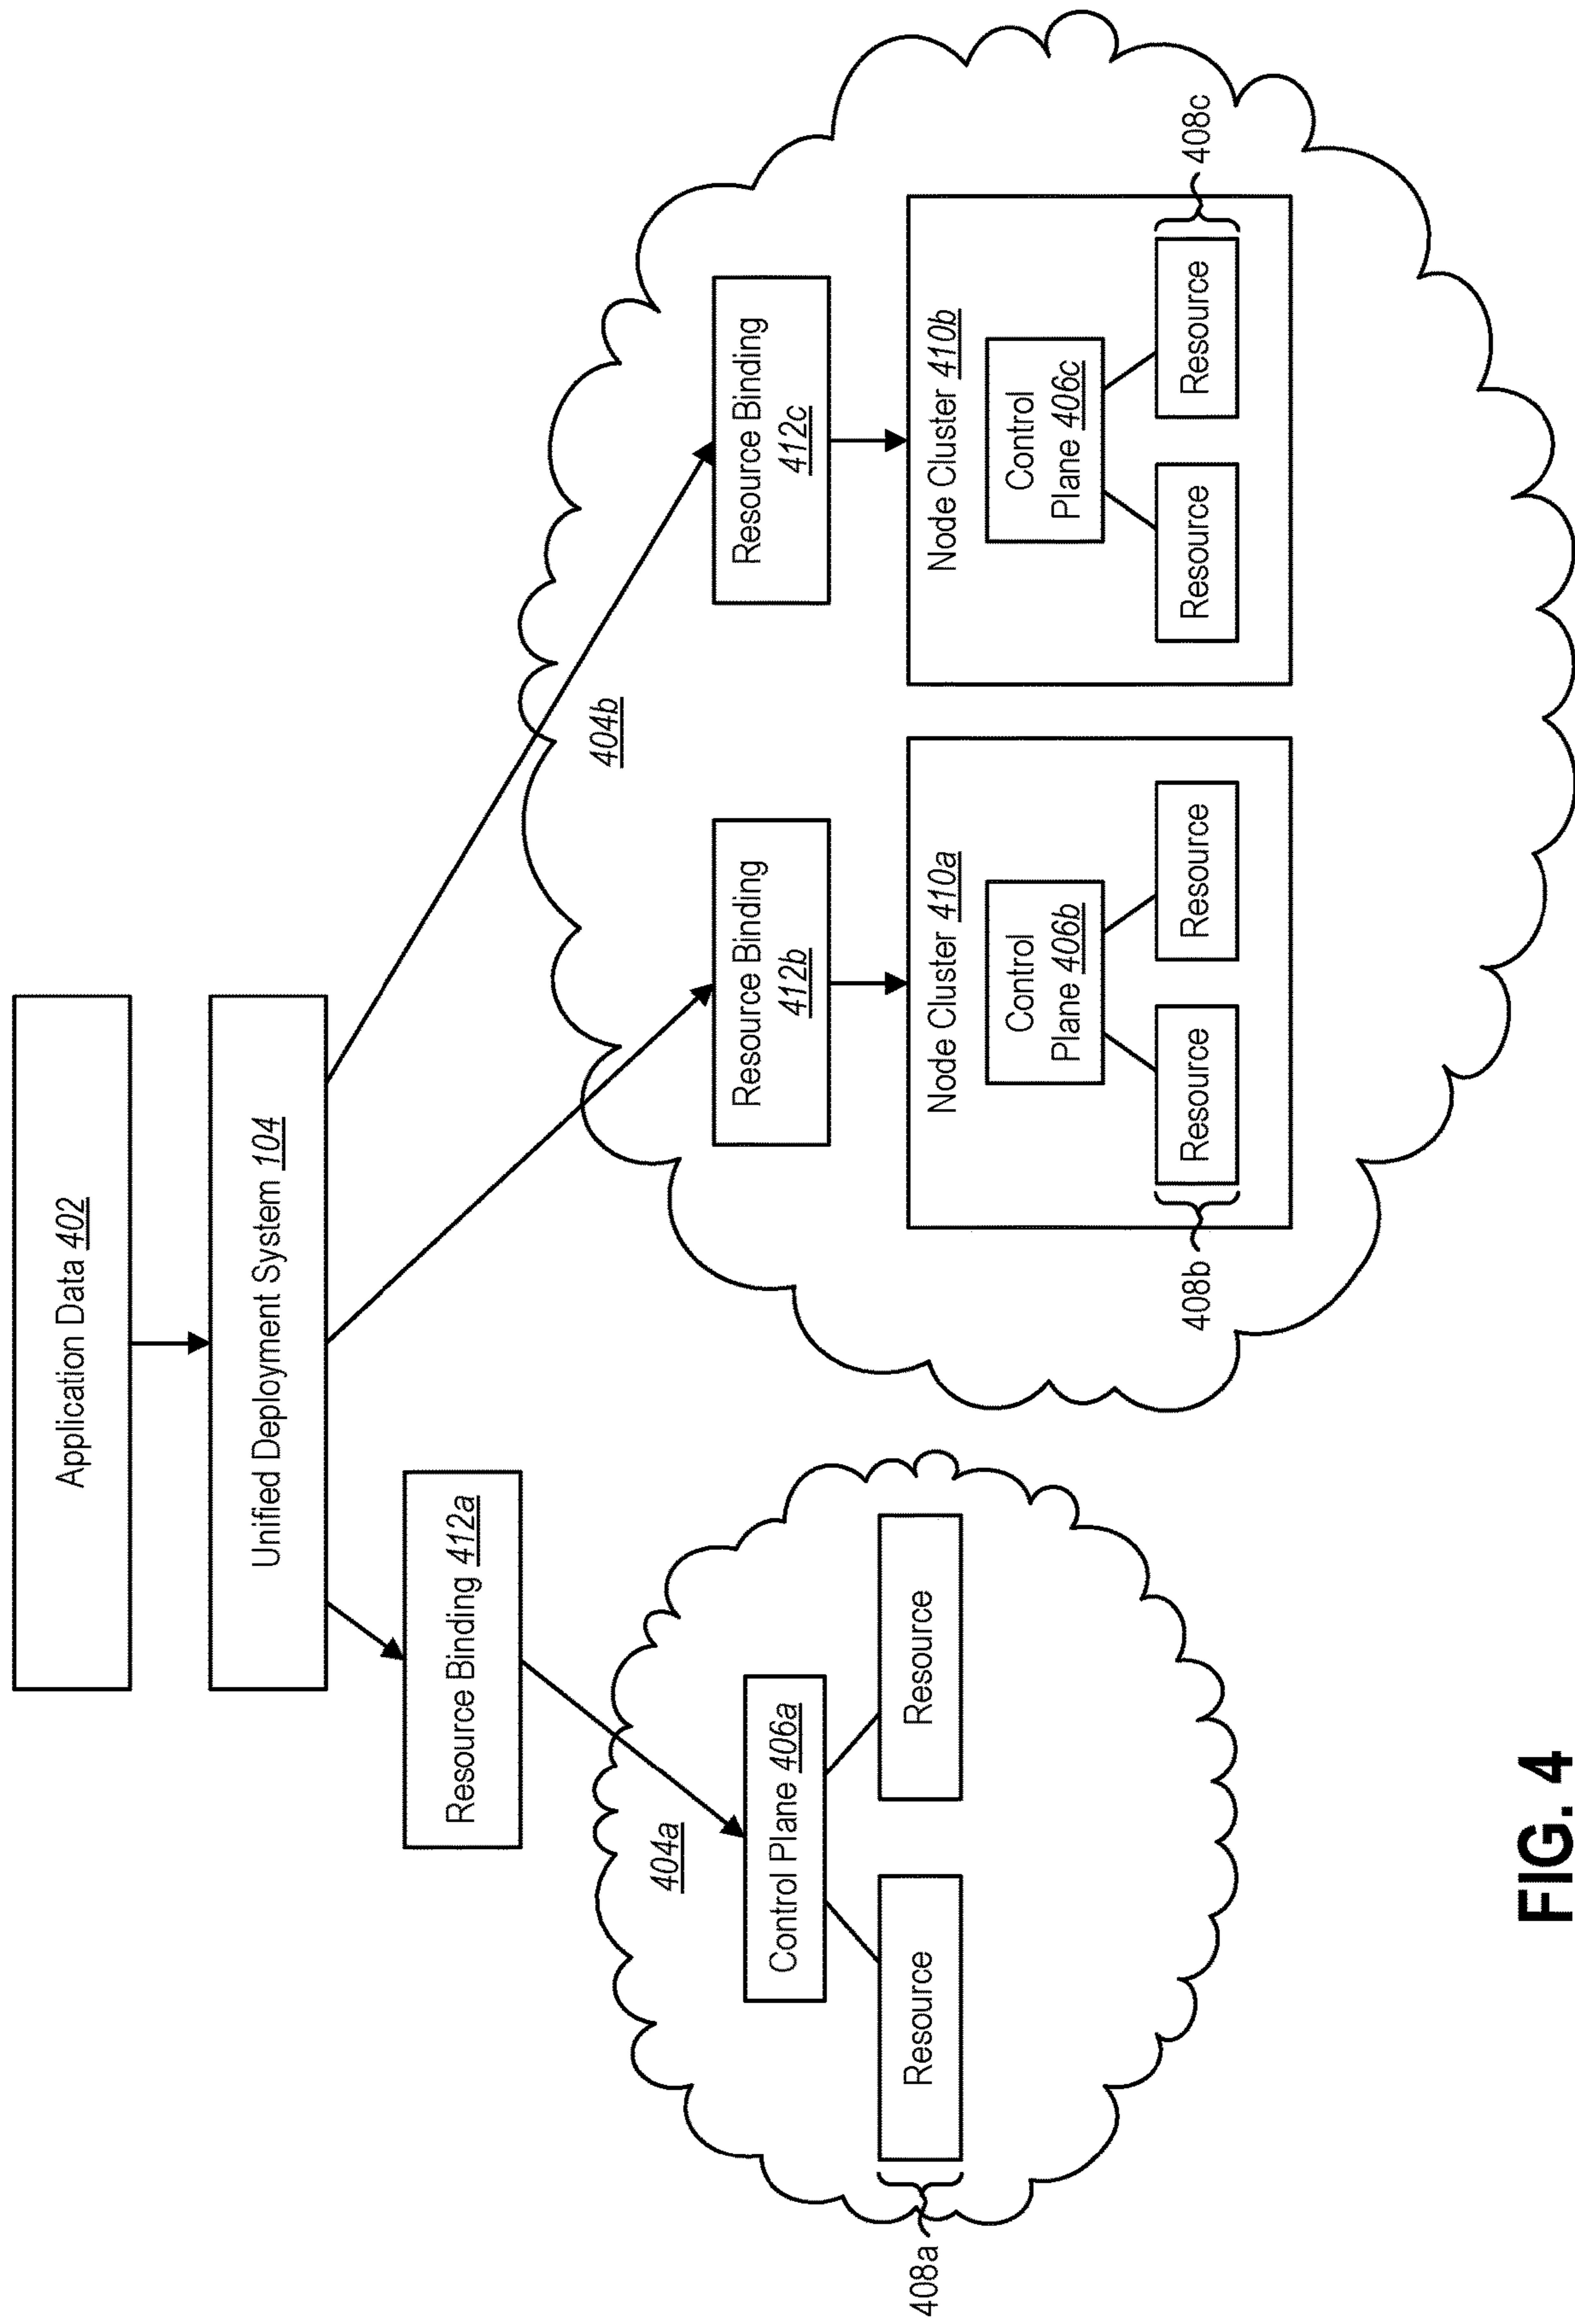 Application Data 402
Unified Deployment System 104
Resource Binding 412a
404a
Control Plane 406a
Resource
Resource
408a
404b
Resource Binding
412b
Node Cluster 410a
Control
Plane 406b
Resource
Resource
408b
Resource Binding
412c
Node Cluster 410b
Control
Plane 406c
Resource
Resource
408c
FIG. 4